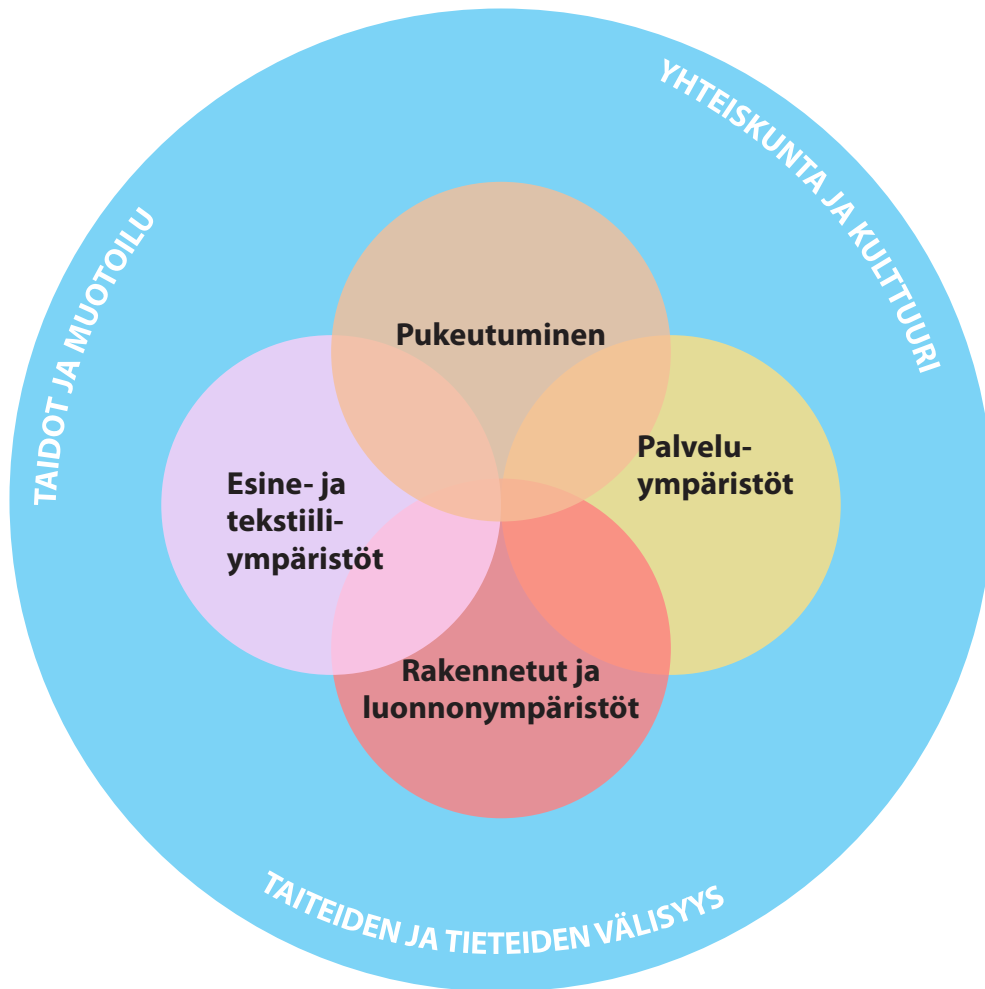 YHTEISKUNTA JA KULTTUURI
TAIDOT JA MUOTOILU
Pukeutuminen
Palvelu-
ympäristöt
Esine- ja
tekstiili-
ympäristöt
Rakennetut ja
luonnonympäristöt
TAITEIDEN JA TIETEIDEN VÄLISYYS